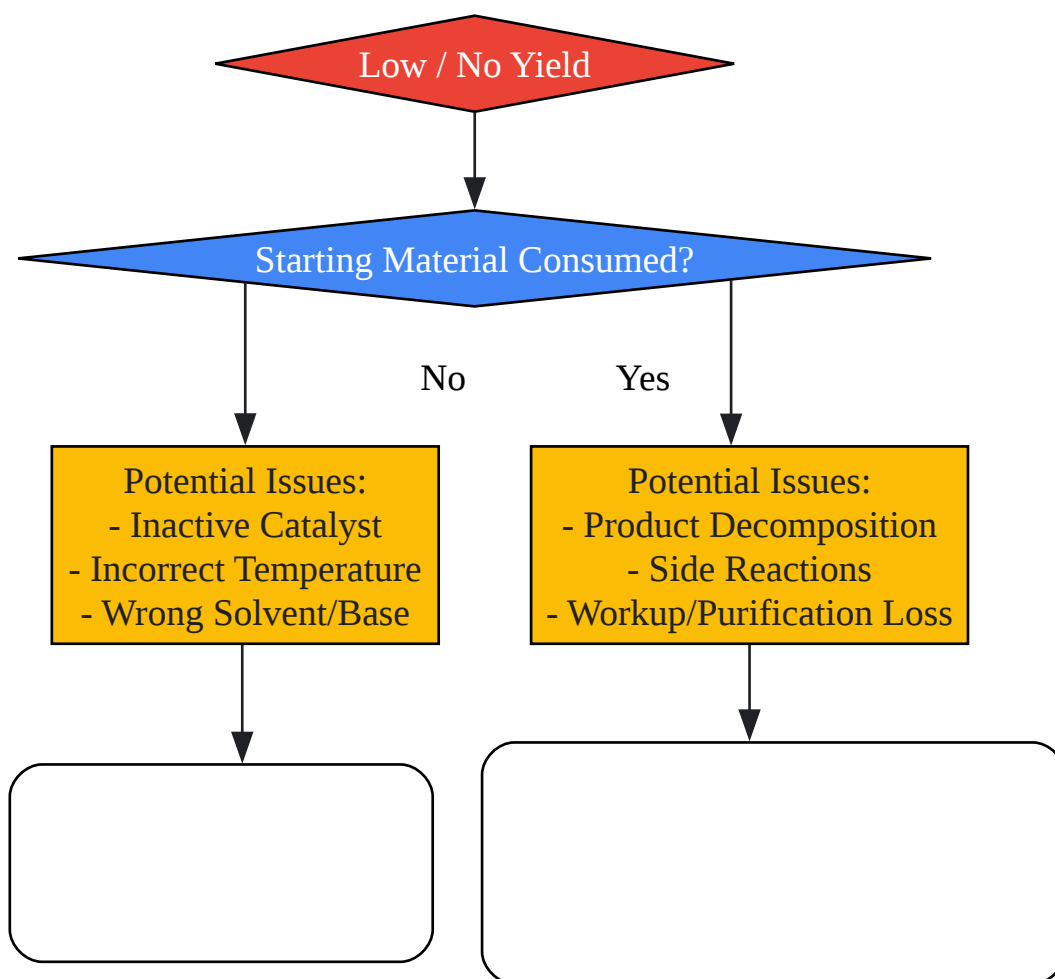 Low / No Yield
Starting Material Consumed?
No
Yes
Potential Issues:
- Inactive Catalyst
- Incorrect Temperature
- Wrong Solvent/Base
Potential Issues:
- Product Decomposition
- Side Reactions
- Workup/Purification Loss